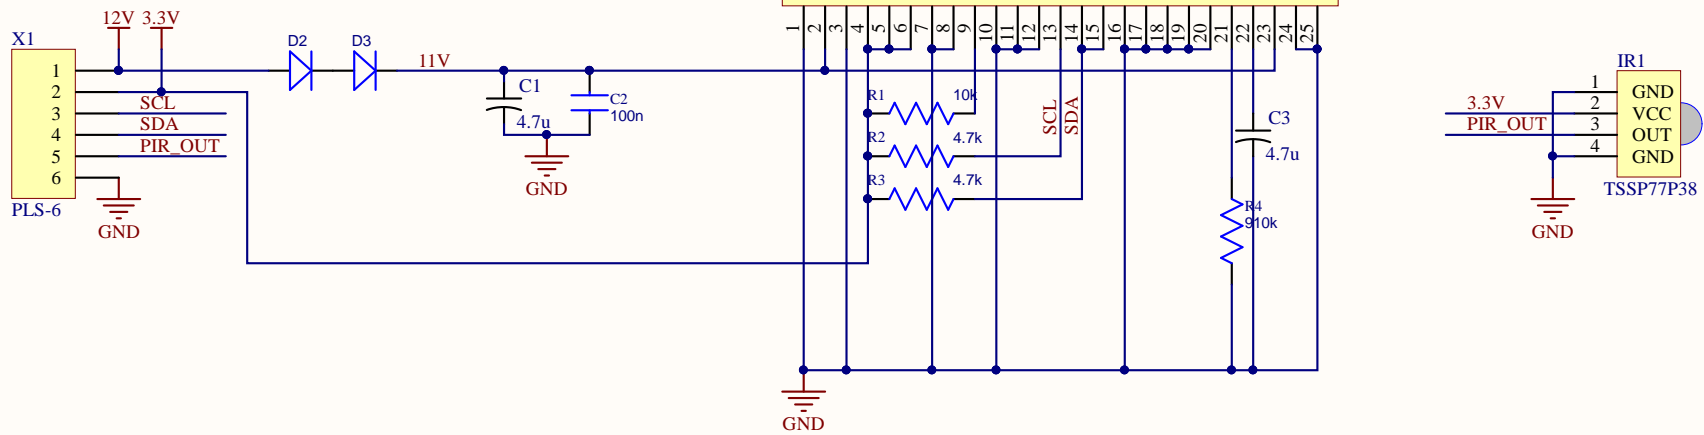 12V 3.3V
X1
1
2
3
4
5
6
SCL
SDA
PIR_OUT
PLS-6
GND
D2
D3
11V
C1
4.7u
C2
100n
GND
1 2 3 4 5 6 7 8 9 10 11 12 13 14 15 16 17 18 19 20 21 22 23 24 25
R1
10k
R2
4.7k
R3
4.7k
SCL
SDA
C3
4.7u
R4
910k
GND
IR1
1 GND
3.3V 2 VCC
PIR_OUT 3 OUT
4 GND
TSSP77P38
GND